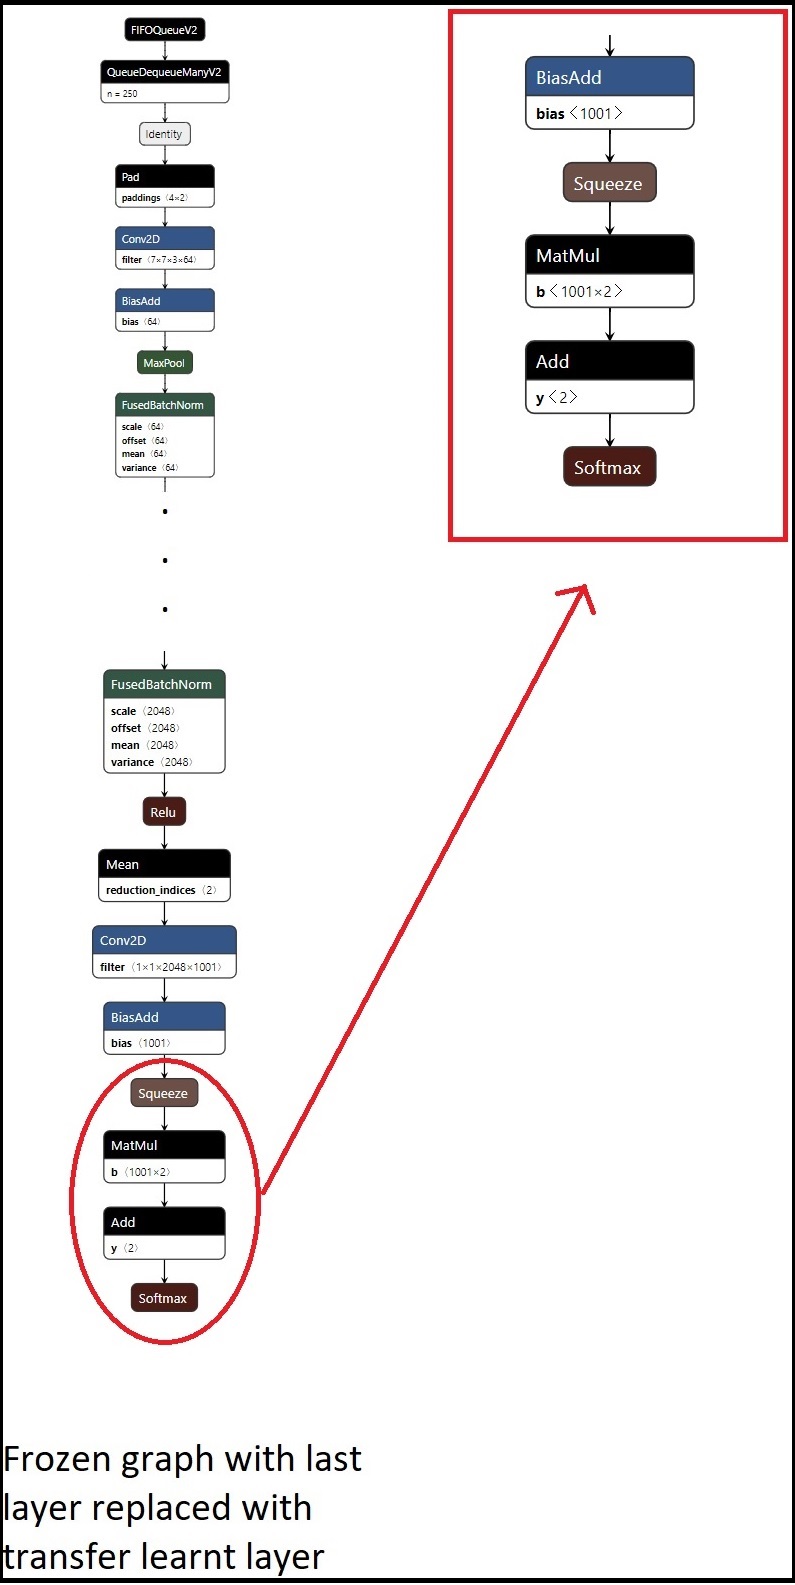 FIFOQueueV2
QueueDequeueManyV2
n = 250
Identity
Pad
paddings ⟨4×2⟩
Conv2D
filter ⟨7×7×3×64⟩
BiasAdd
bias ⟨64⟩
MaxPool
FusedBatchNorm
scale ⟨64⟩
offset ⟨64⟩
mean ⟨64⟩
variance ⟨64⟩
FusedBatchNorm
scale ⟨2048⟩
offset ⟨2048⟩
mean ⟨2048⟩
variance ⟨2048⟩
Relu
Mean
reduction_indices ⟨2⟩
Conv2D
filter ⟨1×1×2048×1001⟩
BiasAdd
bias ⟨1001⟩
Squeeze
MatMul
b ⟨1001×2⟩
Add
y ⟨2⟩
Softmax
BiasAdd
bias ⟨1001⟩
Squeeze
MatMul
b ⟨1001×2⟩
Add
y ⟨2⟩
Softmax
Frozen graph with last
layer replaced with
transfer learnt layer